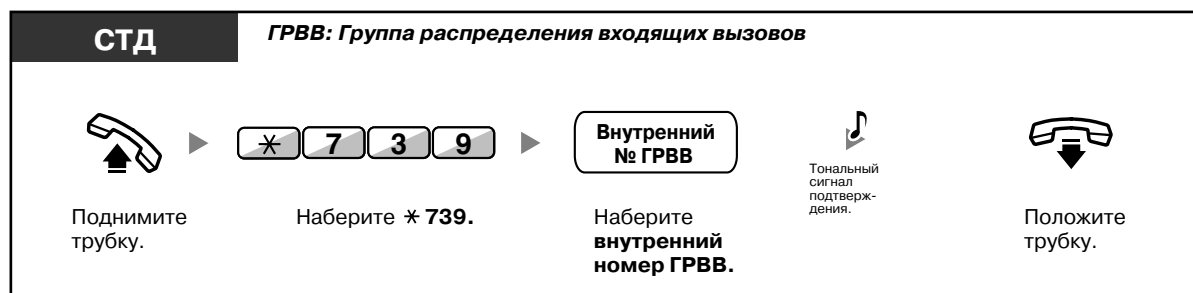 СТД
ГРВВ: Группа распределения входящих вызовов
✳ 7 3 9
Внутренний
№ ГРВВ
Тональный
сигнал
подтверж-
дения.
Поднимите
трубку.
Наберите ✳ 739.
Наберите
внутренний
номер ГРВВ.
Положите
трубку.